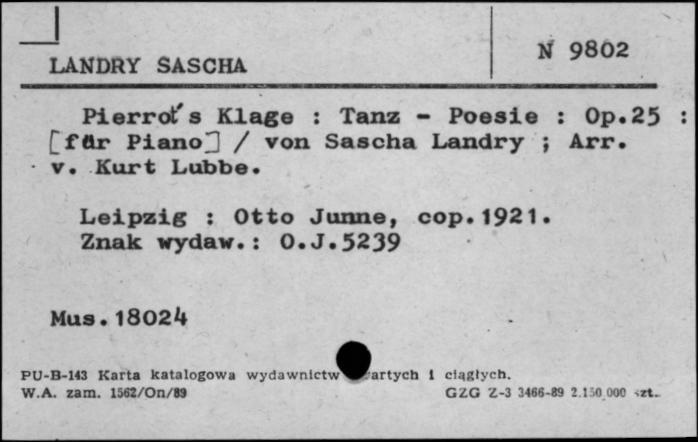 LANDRY SASCHA
N 9802
Pierrot's Klage : Tanz - Poesie : Op.25 :
[für Piano] / von Sascha Landry ; Arr.
v. Kurt Lubbe.
Leipzig : Otto Junne, cop.1921.
Znak wydaw.: O.J.5239
Mus.18024
PU-B-143 Karta katalogowa wydawnictw artych i ciągłych.
W.A. zam. 1562/On/89
GZG Z-3 3466-89 2.150.000 szt.